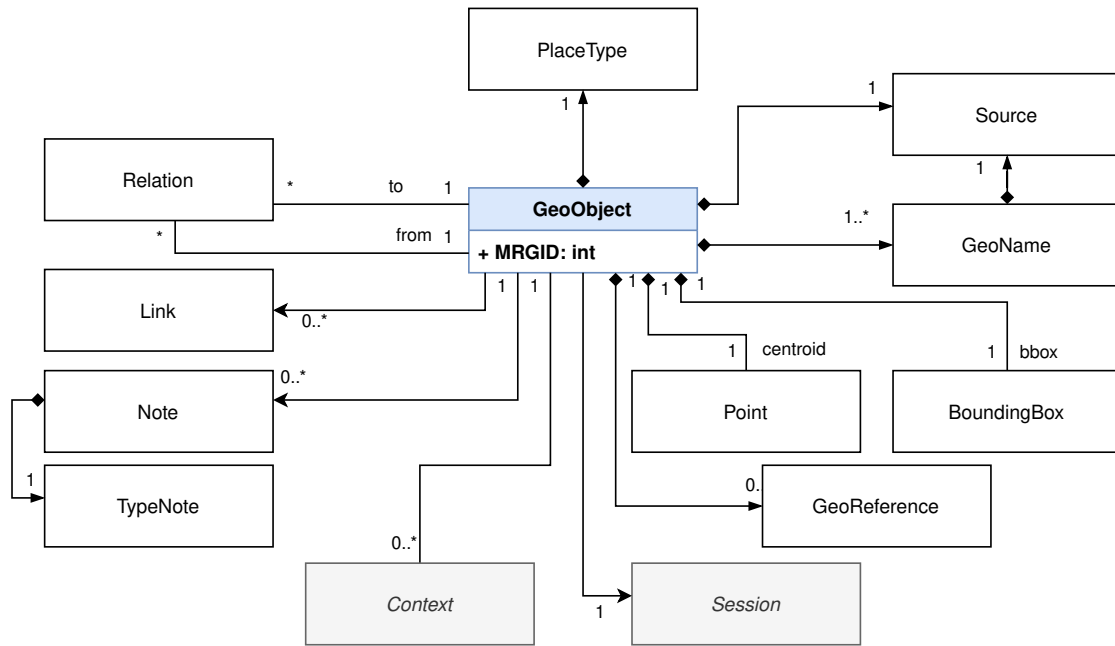 PlaceType
1
1
Source
1
Relation
*
to
1
GeoObject
1..*
GeoName
*
from
1
+ MRGID: int
1
1
1
1
1
Link
0..*
1
centroid
1
bbox
0..*
Note
Point
BoundingBox
1
TypeNote
0.
GeoReference
0..*
Context
1
Session